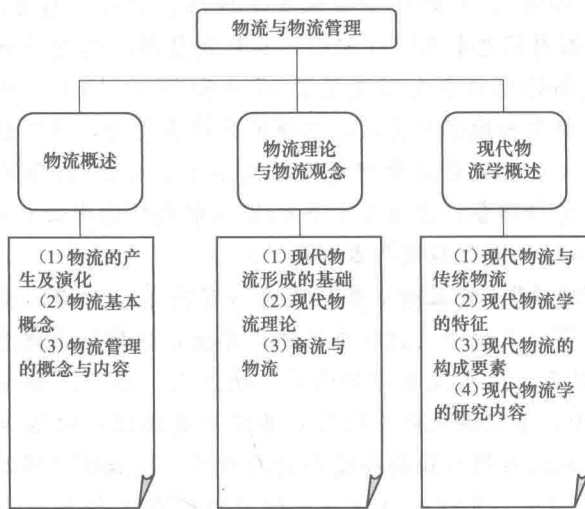 物流与物流管理
物流概述
物流理论
与物流观念
现代物
流学概述
(1)物流的产
生及演化
(2)物流基本
概念
(3)物流管理
的概念与内容
(1)现代物
流形成的基础
(2)现代物
流理论
(3)商流与
物流
(1)现代物流与
传统物流
(2)现代物流学
的特征
(3)现代物流的
构成要素
(4)现代物流学
的研究内容